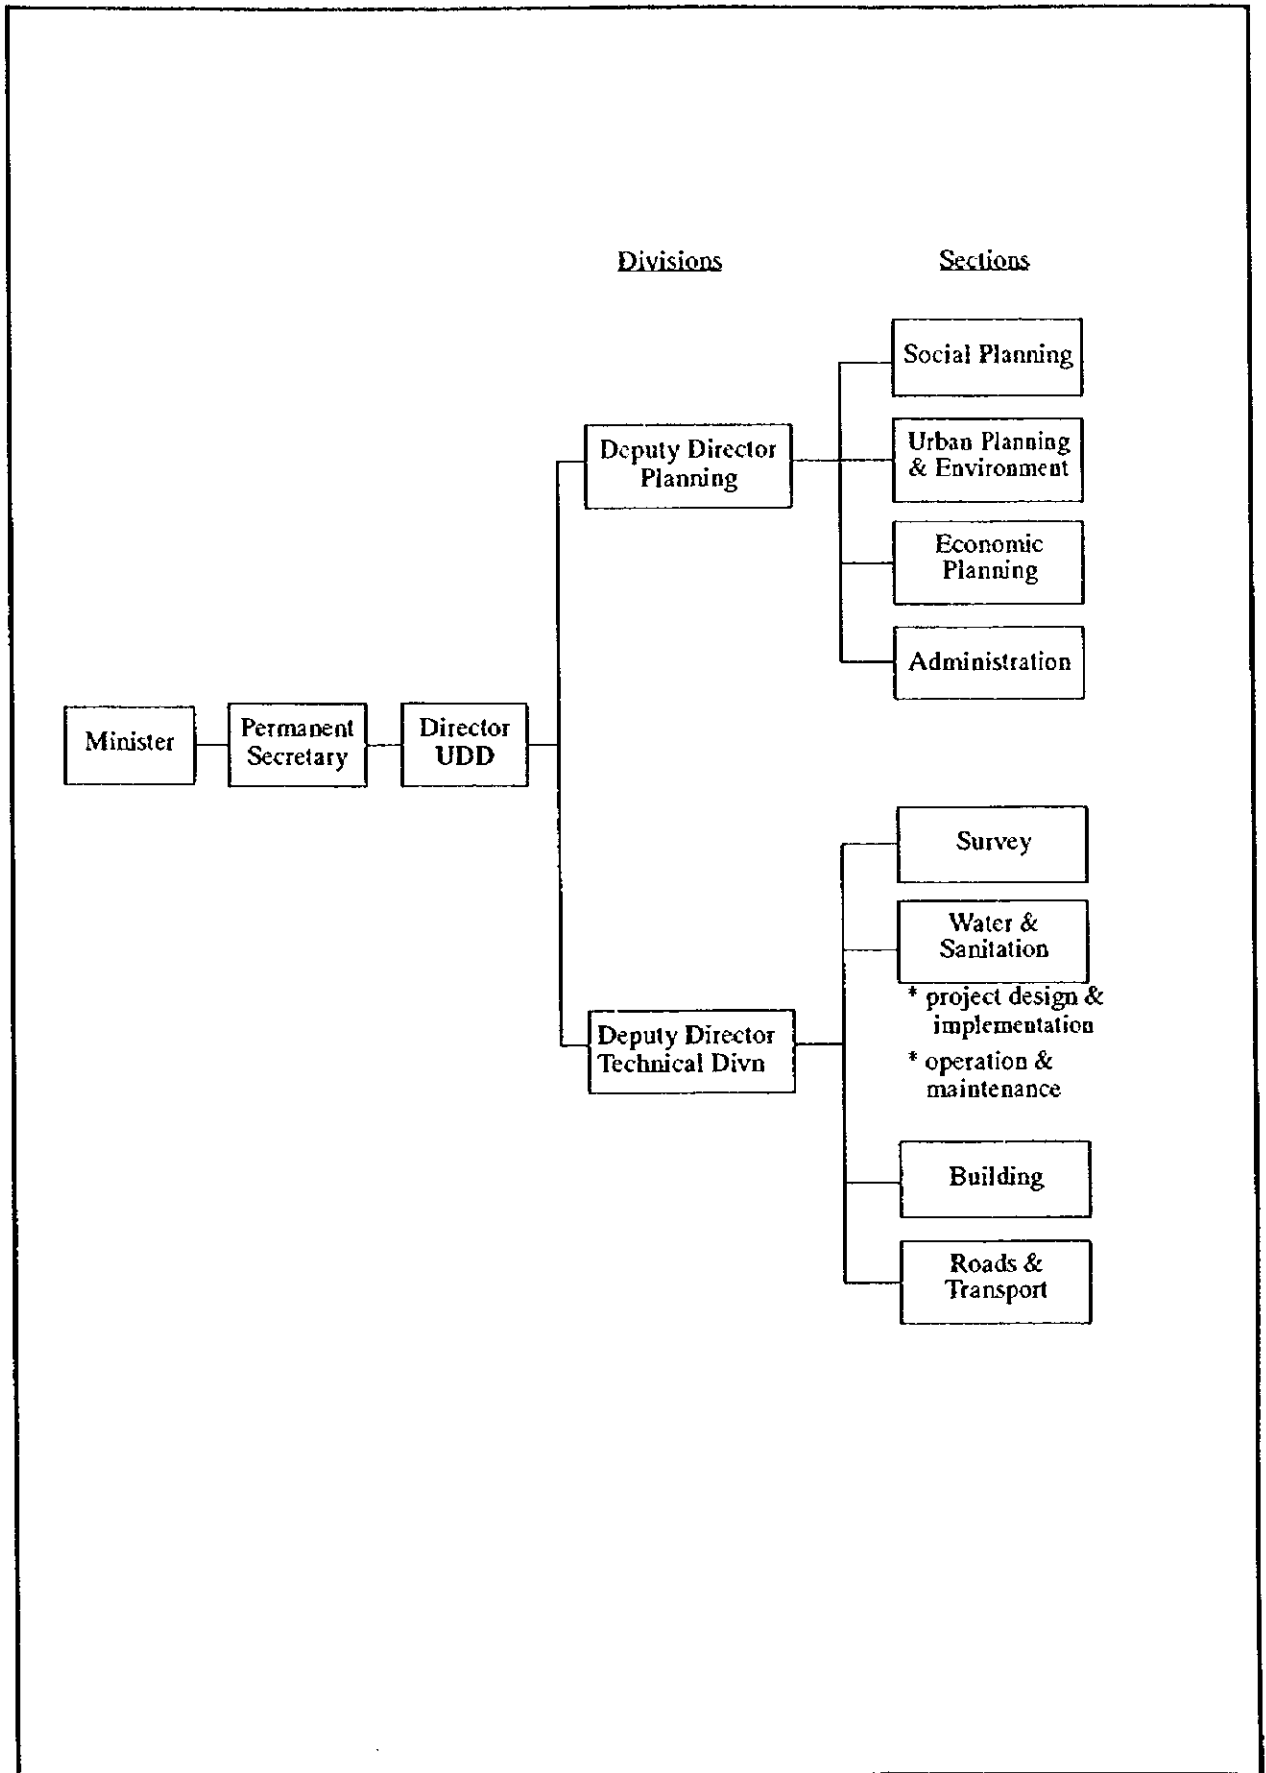 Divisions
Sections
Social Planning
Deputy Director
Planning
Urban Planning
& Environment
Economic
Planning
Administration
Minister
Permanent
Secretary
Director
UDD
Survey
Water &
Sanitation
* project design &
implementation
* operation &
maintenance
Deputy Director
Technical Divn
Building
Roads &
Transport